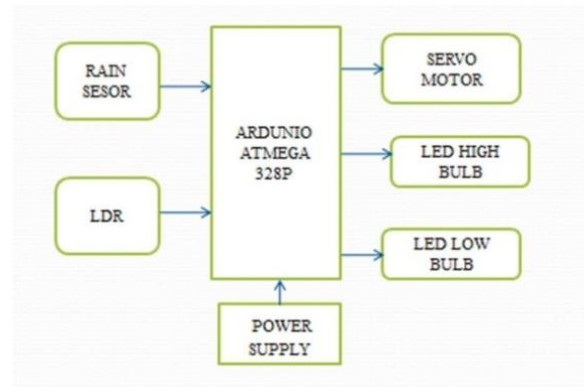 RAIN
SESOR
LDR
ARDUNIO
ATMEGA
328P
POWER
SUPPLY
SERVO
MOTOR
LED HIGH
BULB
LED LOW
BULB